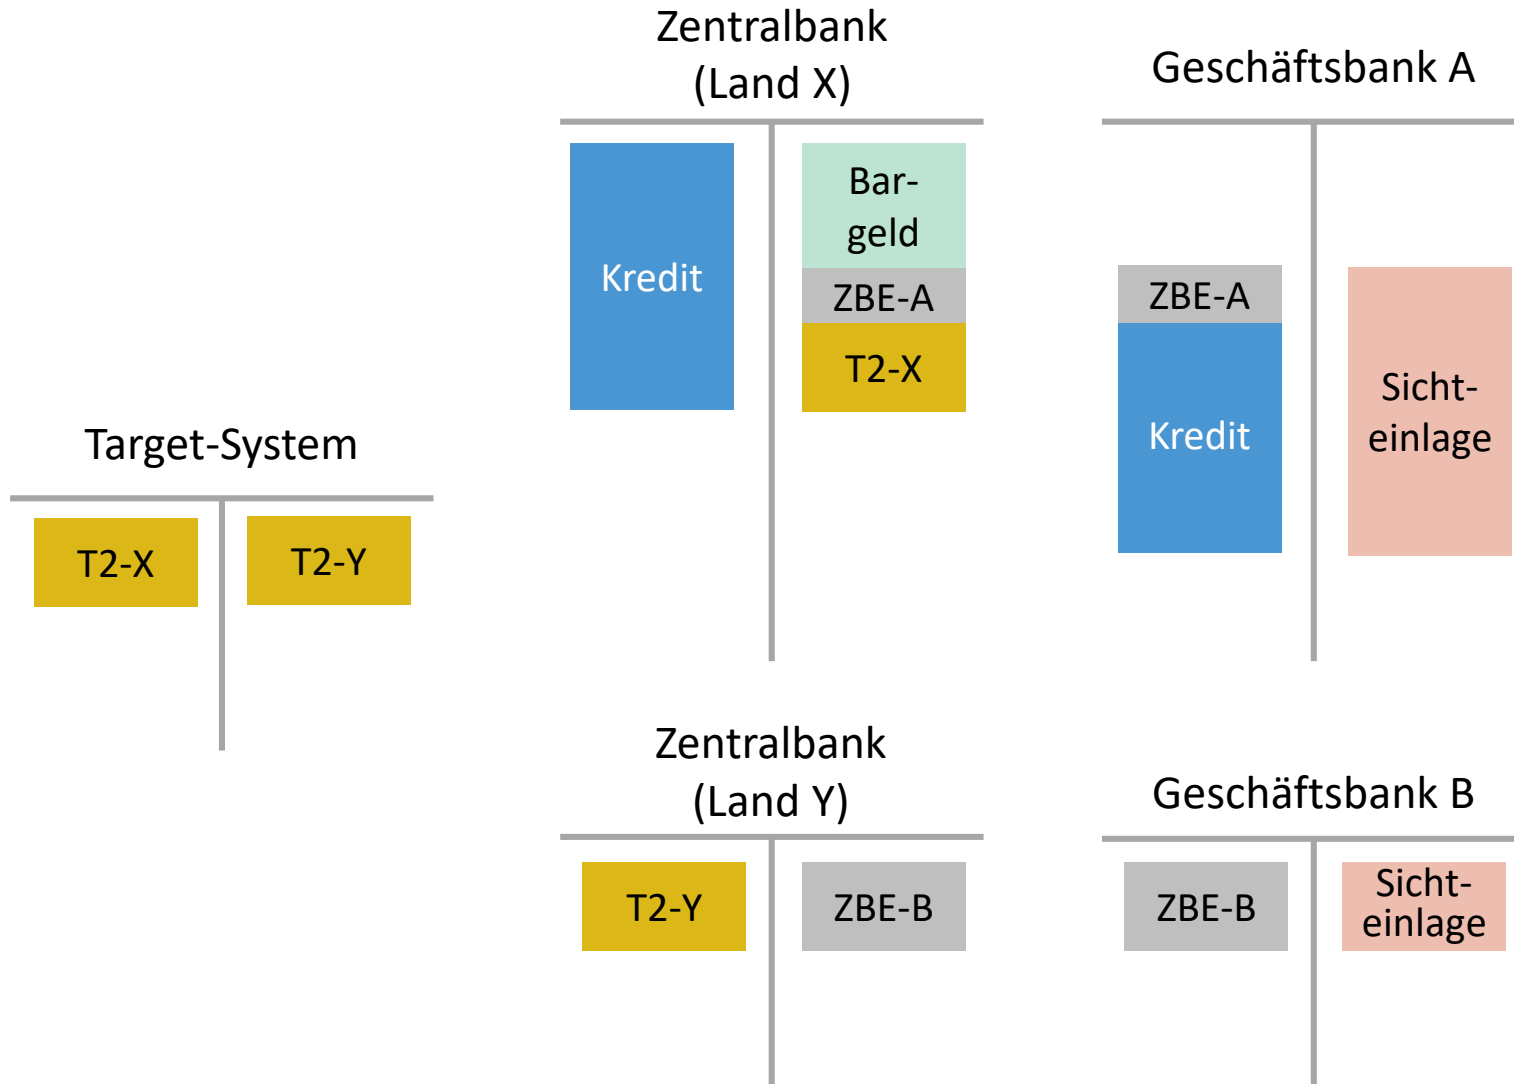 Zentralbank
(Land X)
Geschäftsbank A
Kredit
Bar-
geld
ZBE-A
T2-X
ZBE-A
Kredit
Sicht-
einlage
Target-System
T2-X
T2-Y
Zentralbank
(Land Y)
Geschäftsbank B
T2-Y
ZBE-B
ZBE-B
Sicht-
einlage